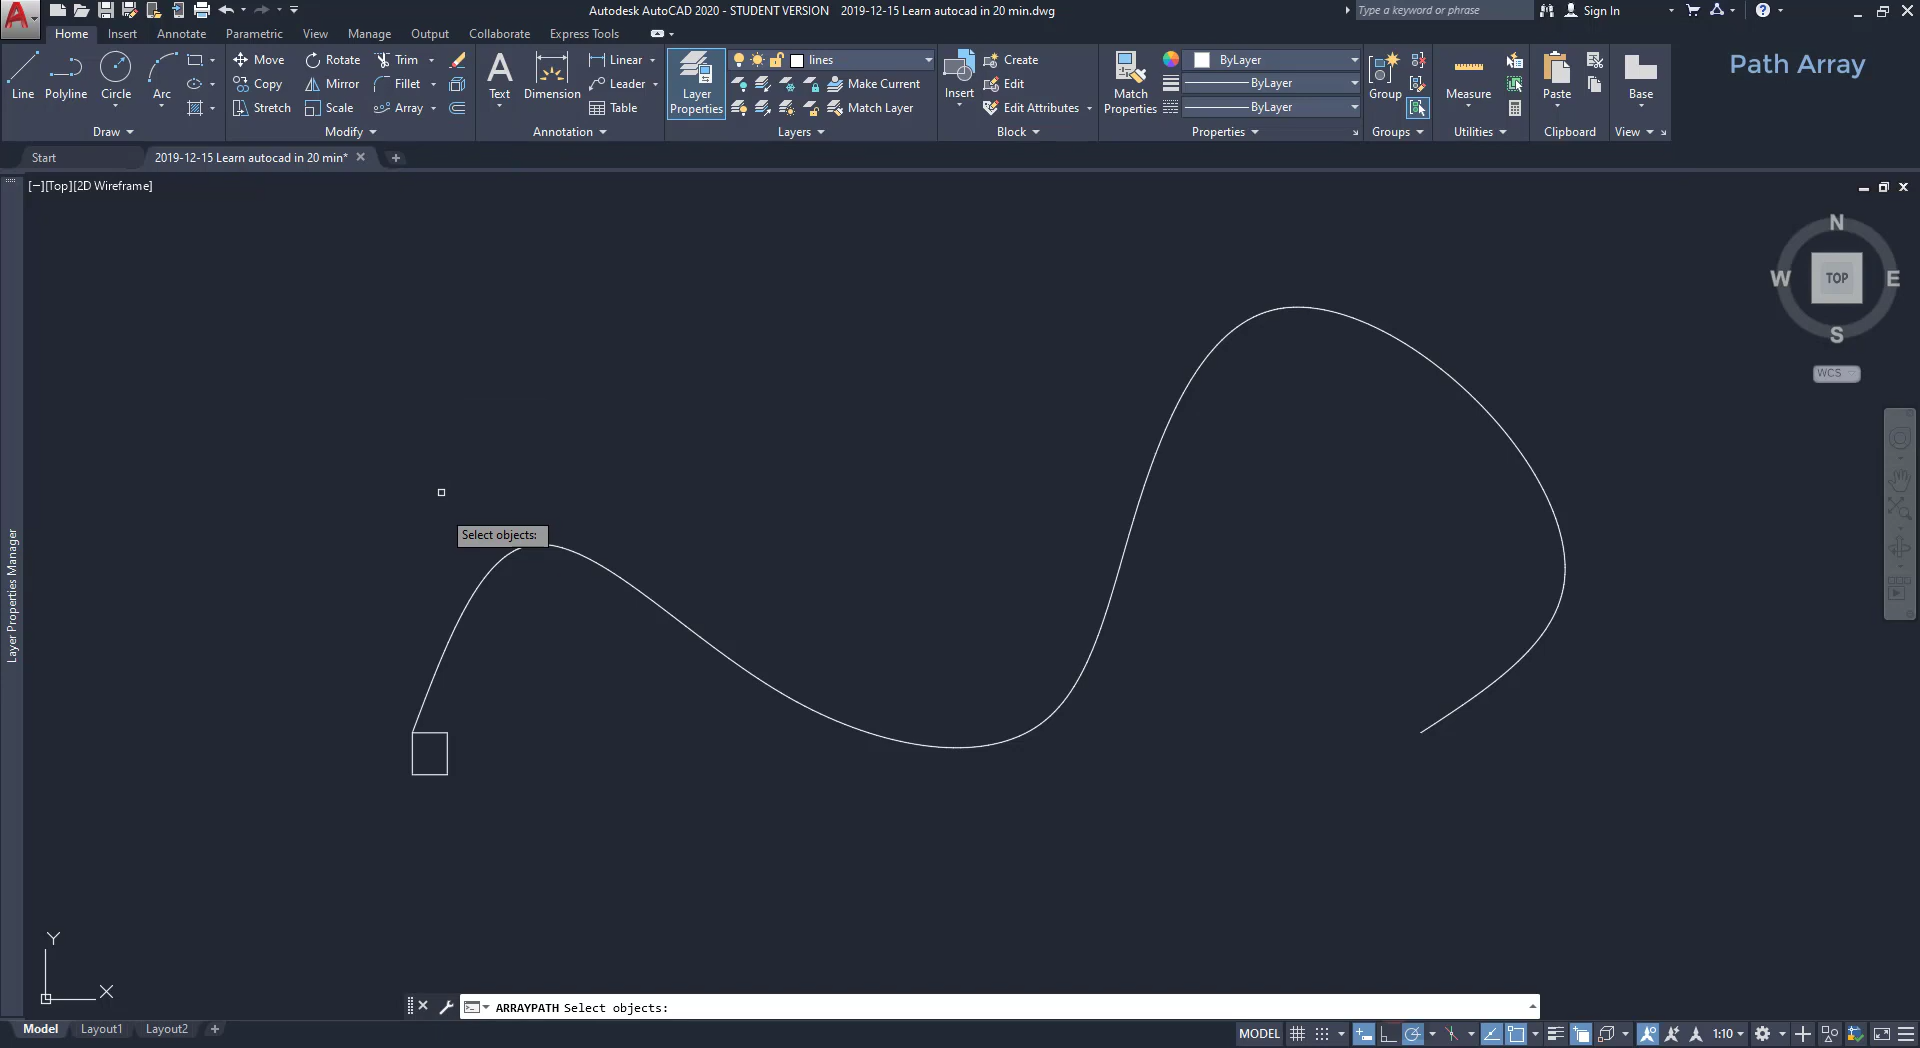 Autodesk AutoCAD 2020 - STUDENT VERSION 2019-12-15 Learn autocad in 20 min.dwg
Type a keyword or phrase
Sign In
Home Insert Annotate Parametric View Manage Output Collaborate Express Tools
Path Array
Line Polyline Circle Arc
Move Rotate Trim
Copy Mirror Fillet
Stretch Scale Array
Text Dimension
Linear
Leader
Table
Layer Properties
lines
Make Current
Match Layer
Insert
Create
Edit
Edit Attributes
Match Properties
ByLayer
ByLayer
ByLayer
Group
Measure
Paste
Base
Draw Modify Annotation Layers Block Properties Groups Utilities Clipboard View
Start 2019-12-15 Learn autocad in 20 min*
[−][Top][2D Wireframe]
N
W TOP E
S
WCS
Select objects:
Layer Properties Manager
Y
X
ARRAYPATH Select objects:
Model Layout1 Layout2
MODEL
1:10